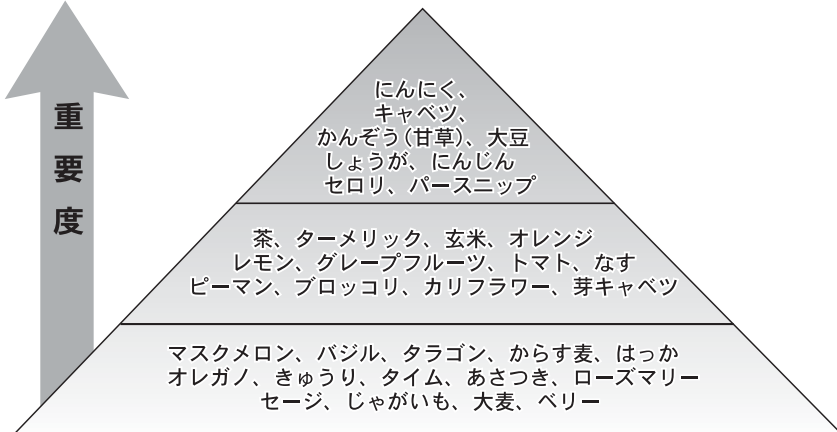 重要度
にんにく、
キャベツ、
かんぞう(甘草)、大豆
しょうが、にんじん
セロリ、パースニップ
茶、ターメリック、玄米、オレンジ
レモン、グレープフルーツ、トマト、なす
ピーマン、ブロッコリ、カリフラワー、芽キャベツ
マスクメロン、バジル、タラゴン、からす麦、はっか
オレガノ、きゅうり、タイム、あさつき、ローズマリー
セージ、じゃがいも、大麦、ベリー